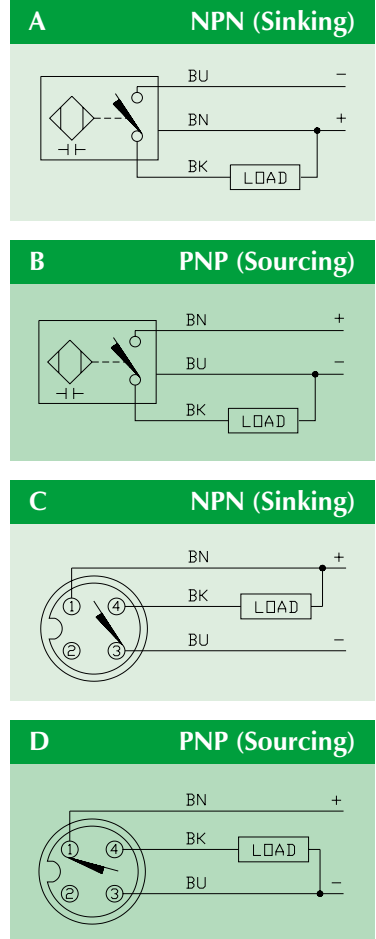 A NPN (Sinking)
BU −
BN +
BK LOAD
B PNP (Sourcing)
BN +
BU −
BK LOAD
C NPN (Sinking)
BN +
1 4 BK LOAD
2 3 BU −
D PNP (Sourcing)
BN +
1 4 BK LOAD
2 3 BU −